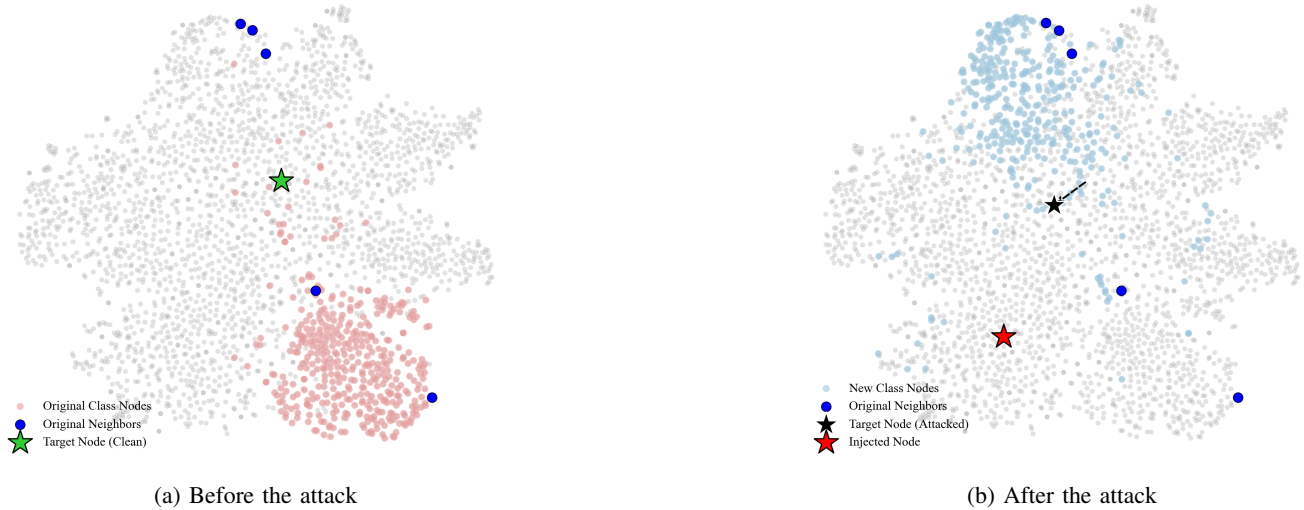 Original Class Nodes
Original Neighbors
Target Node (Clean)
New Class Nodes
Original Neighbors
Target Node (Attacked)
Injected Node
(a) Before the attack
(b) After the attack